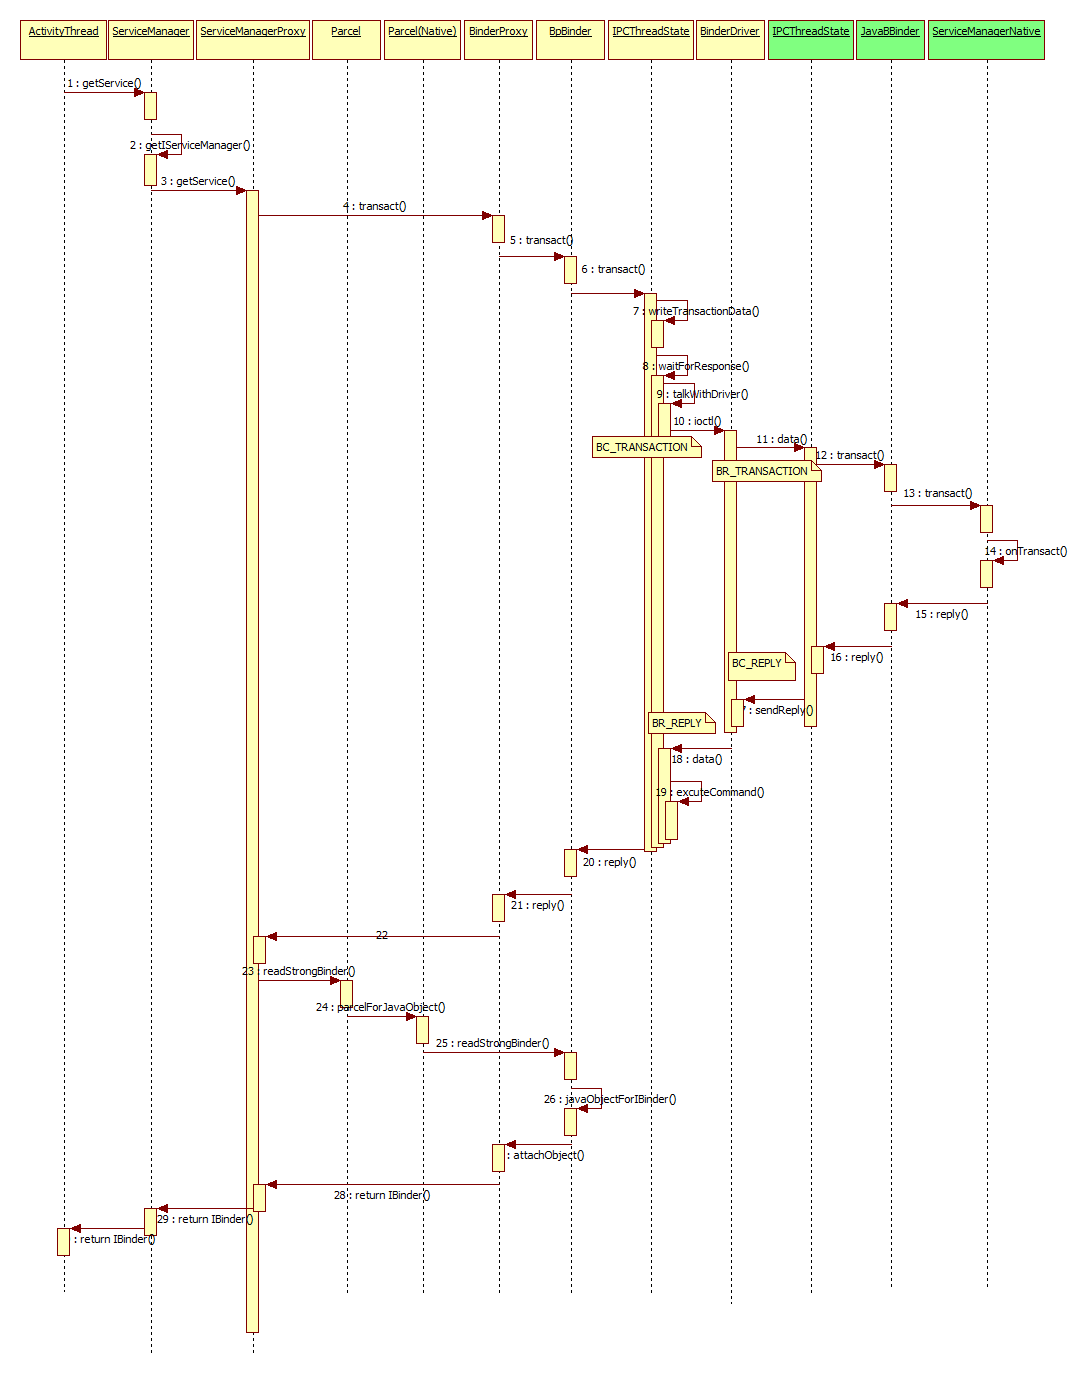 ActivityThread
ServiceManager
ServiceManagerProxy
Parcel
Parcel(Native)
BinderProxy
BpBinder
IPCThreadState
BinderDriver
IPCThreadState
JavaBBinder
ServiceManagerNative
1 : getService()
2 : getIServiceManager()
3 : getService()
4 : transact()
5 : transact()
6 : transact()
7 : writeTransactionData()
8 : waitForResponse()
9 : talkWithDriver()
10 : ioctl()
11 : data()
BC_TRANSACTION
12 : transact()
BR_TRANSACTION
13 : transact()
14 : onTransact()
15 : reply()
16 : reply()
BC_REPLY
7 : sendReply()
BR_REPLY
18 : data()
19 : excuteCommand()
20 : reply()
21 : reply()
22
23 : readStrongBinder()
24 : parcelForJavaObject()
25 : readStrongBinder()
26 : javaObjectForIBinder()
: attachObject()
28 : return IBinder()
29 : return IBinder()
: return IBinder()